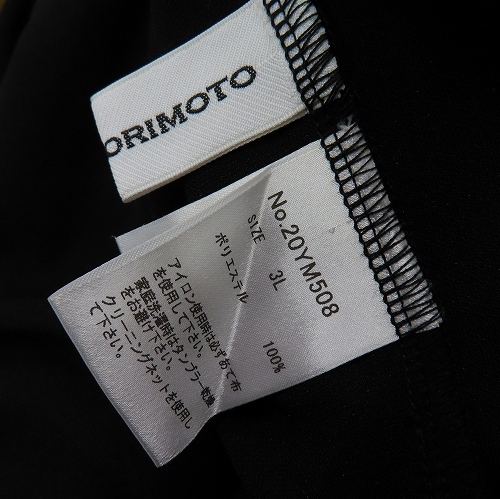 ORIMOTO
No.20YM508
SIZE 3L
ポリエステル 100%
アイロン使用時は必ずあて布
を使用して下さい。
家庭洗濯時はタンブラー乾燥
をお避け下さい。
クリーニングネットを使用し
て下さい。